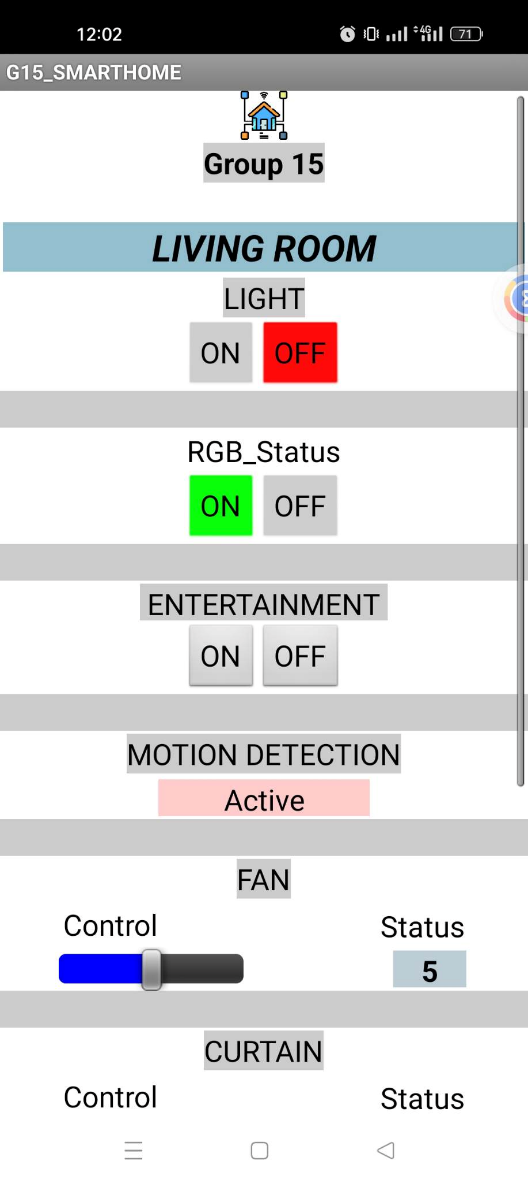 12:02
4G 71
G15_SMARTHOME
Group 15
LIVING ROOM
LIGHT
ON OFF
RGB_Status
ON OFF
ENTERTAINMENT
ON OFF
MOTION DETECTION
Active
FAN
Control Status
5
CURTAIN
Control Status